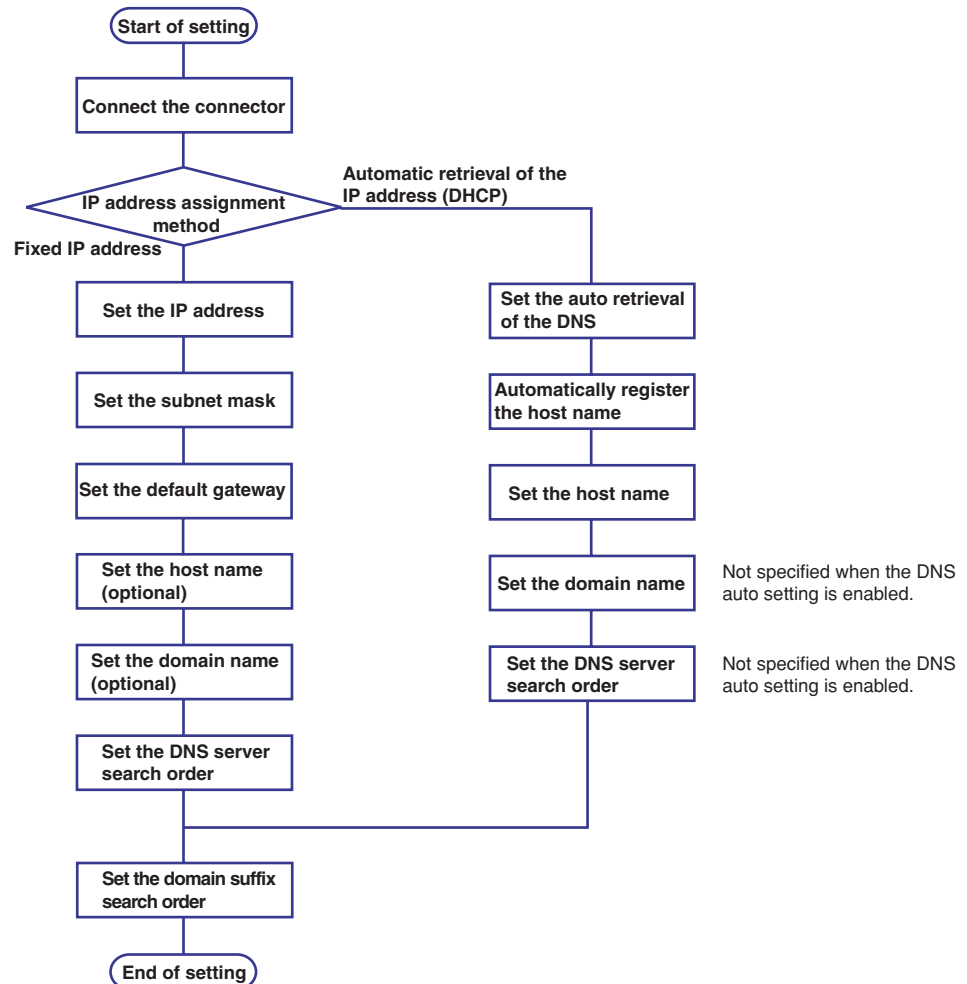 Start of setting
Connect the connector
IP address assignment
method
Automatic retrieval of the
IP address (DHCP)
Fixed IP address
Set the IP address
Set the subnet mask
Set the default gateway
Set the host name
(optional)
Set the domain name
(optional)
Set the DNS server
search order
Set the auto retrieval
of the DNS
Automatically register
the host name
Set the host name
Set the domain name
Not specified when the DNS
auto setting is enabled.
Set the DNS server
search order
Not specified when the DNS
auto setting is enabled.
Set the domain suffix
search order
End of setting